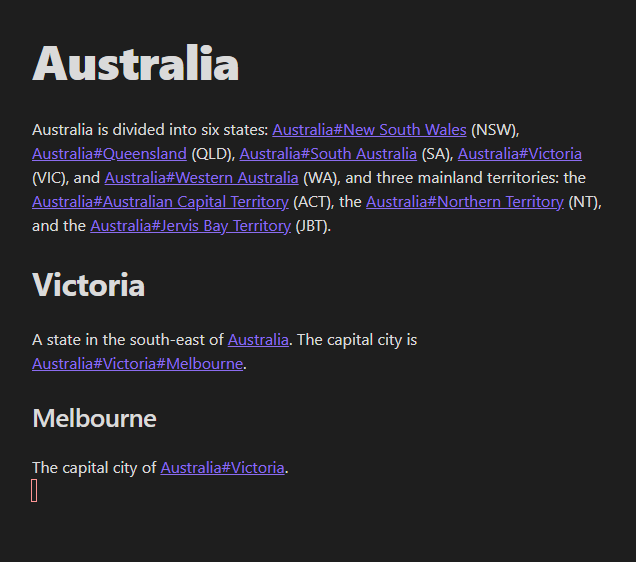 Australia
Australia is divided into six states: Australia#New South Wales (NSW),
Australia#Queensland (QLD), Australia#South Australia (SA), Australia#Victoria
(VIC), and Australia#Western Australia (WA), and three mainland territories: the
Australia#Australian Capital Territory (ACT), the Australia#Northern Territory (NT),
and the Australia#Jervis Bay Territory (JBT).
Victoria
A state in the south-east of Australia. The capital city is
Australia#Victoria#Melbourne.
Melbourne
The capital city of Australia#Victoria.